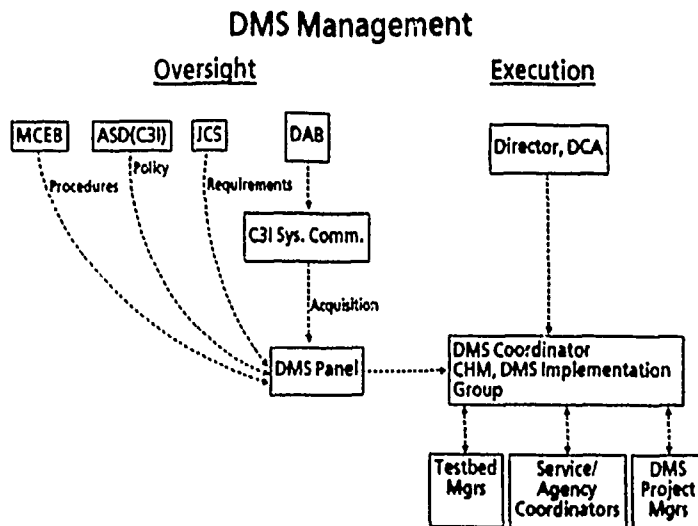 DMS Management
Oversight
Execution
MCEB
ASD(C3I)
JCS
DAB
Director, DCA
Procedures
Policy
Requirements
C3I Sys. Comm.
Acquisition
DMS Panel
DMS Coordinator
CHM, DMS Implementation
Group
Testbed
Mgrs
Service/
Agency
Coordinators
DMS
Project
Mgrs